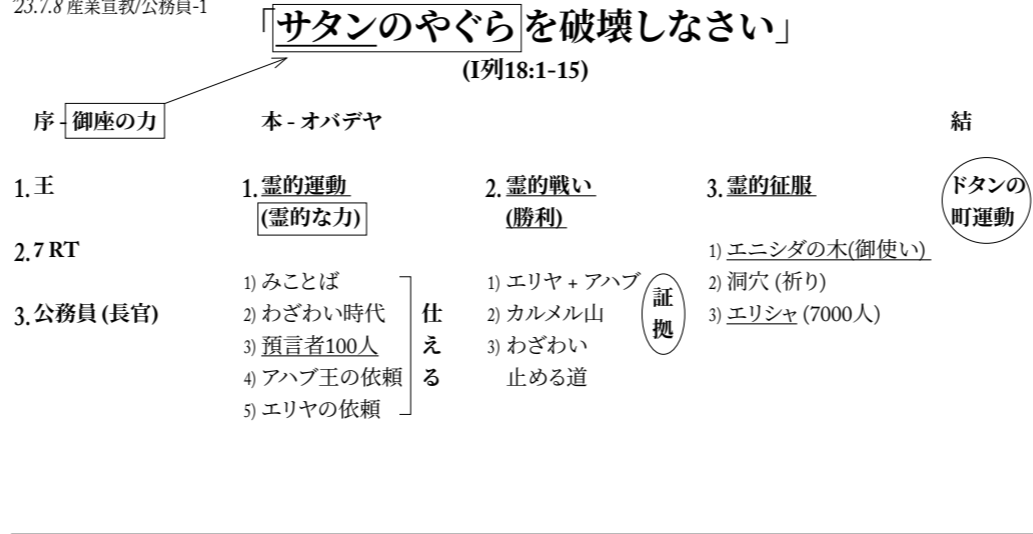 23.7.8 産業宣教/公務員-1
「サタンのやぐらを破壊しなさい」
(I列18:1-15)
序 - 御座の力
1. 王
2. 7 RT
3. 公務員 (長官)
本 - オバデヤ
1. 霊的運動
(霊的な力)
1) みことば
2) わざわい時代
3) 預言者100人
4) アハブ王の依頼
5) エリヤの依頼
仕える
2. 霊的戦い
(勝利)
1) エリヤ + アハブ
2) カルメル山
3) わざわい
止める道
証拠
3. 霊的征服
1) エニシダの木(御使い)
2) 洞穴 (祈り)
3) エリシャ (7000人)
結
ドタンの
町運動